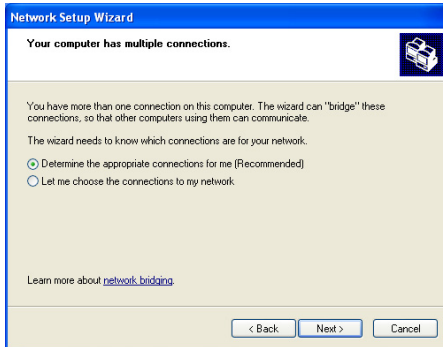 Network Setup Wizard
Your computer has multiple connections.
You have more than one connection on this computer. The wizard can "bridge" these
connections, so that other computers using them can communicate.
The wizard needs to know which connections are for your network.
Determine the appropriate connections for me (Recommended)
Let me choose the connections to my network
Learn more about network bridging.
< Back Next > Cancel